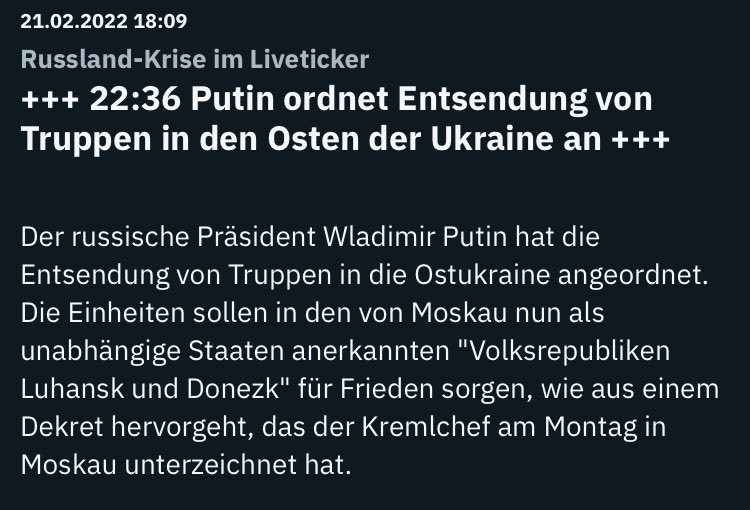 21.02.2022 18:09
Russland-Krise im Liveticker
+++ 22:36 Putin ordnet Entsendung von
Truppen in den Osten der Ukraine an +++
Der russische Präsident Wladimir Putin hat die
Entsendung von Truppen in die Ostukraine angeordnet.
Die Einheiten sollen in den von Moskau nun als
unabhängige Staaten anerkannten "Volksrepubliken
Luhansk und Donezk" für Frieden sorgen, wie aus einem
Dekret hervorgeht, das der Kremlchef am Montag in
Moskau unterzeichnet hat.